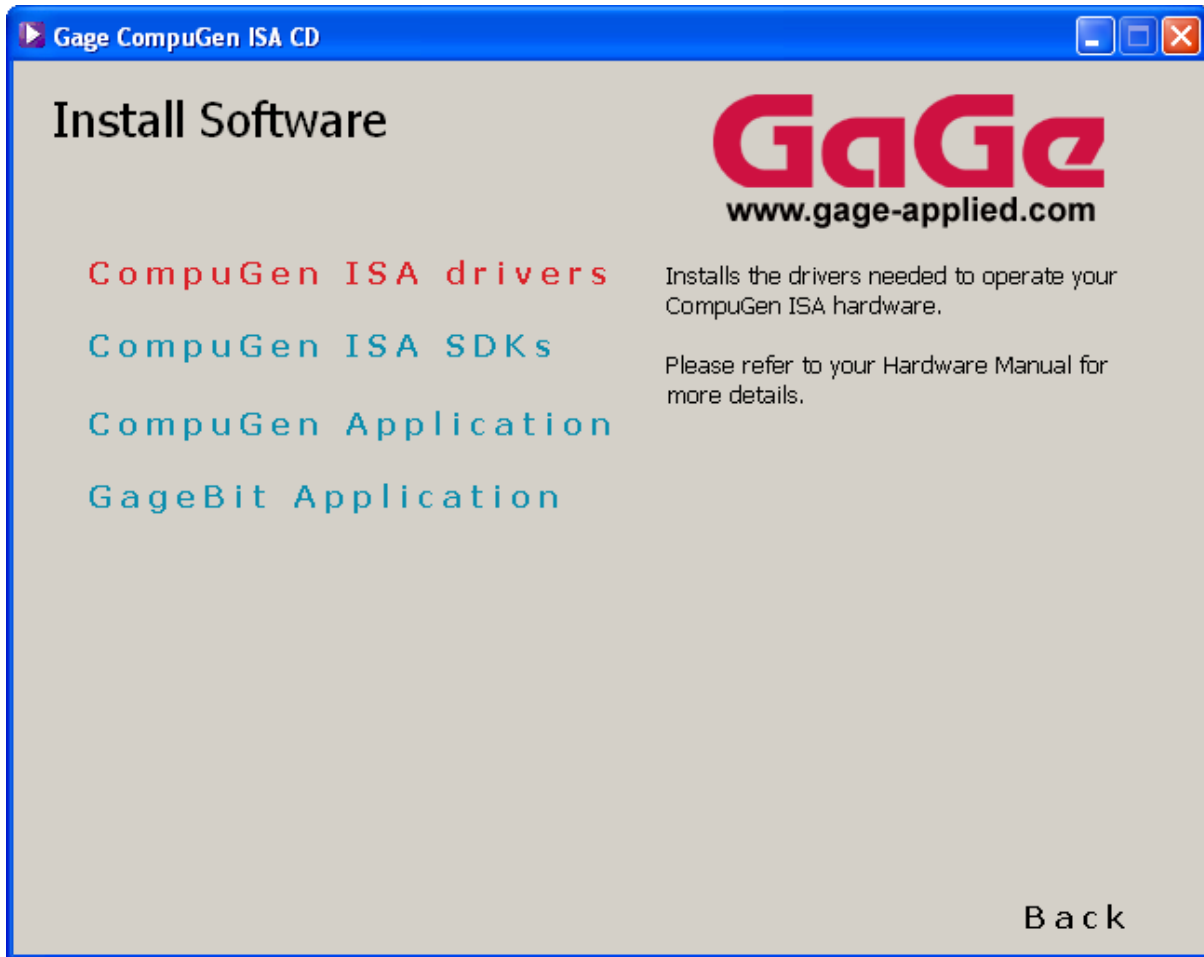 Gage CompuGen ISA CD
Install Software
GaGe
www.gage-applied.com
CompuGen ISA drivers
CompuGen ISA SDKs
CompuGen Application
GageBit Application
Installs the drivers needed to operate your
CompuGen ISA hardware.
Please refer to your Hardware Manual for
more details.
Back